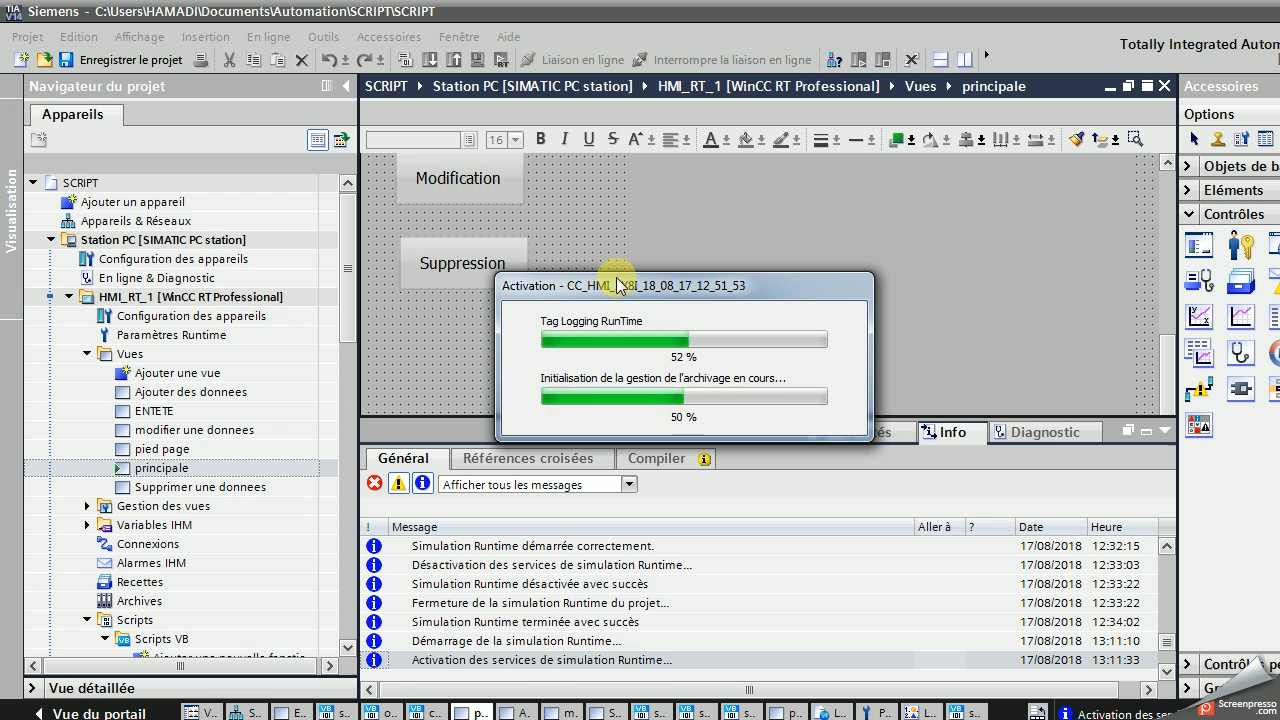 TIA V14 Siemens - C:\Users\HAMADI\Documents\Automation\SCRIPT\SCRIPT
Projet Edition Affichage Insertion En ligne Outils Accessoires Fenêtre Aide
Totally Integrated Autom
Enregistrer le projet Liaison en ligne Interrompre la liaison en ligne
Navigateur du projet
SCRIPT Station PC [SIMATIC PC station] HMI_RT_1 [WinCC RT Professional] Vues principale
Accessoires
Appareils
Options
16 B I U S A A
Visualisation
SCRIPT
Ajouter un appareil
Appareils & Réseaux
Station PC [SIMATIC PC station]
Configuration des appareils
En ligne & Diagnostic
HMI_RT_1 [WinCC RT Professional]
Configuration des appareils
Paramètres Runtime
Vues
Ajouter une vue
Ajouter des donnees
ENTETE
modifier une donnees
pied page
principale
Supprimer une donnees
Gestion des vues
Variables IHM
Connexions
Alarmes IHM
Recettes
Archives
Scripts
Scripts VB
Vue détaillée
Modification
Suppression
Activation - CC_HMI_
I_18_08_17_12_51_53
Tag Logging RunTime
52 %
Initialisation de la gestion de l'archivage en cours...
50 %
Objets de ba
Eléments
Contrôles
és Info Diagnostic
Général Références croisées Compiler
Afficher tous les messages
! Message Aller à ? Date Heure
Simulation Runtime démarrée correctement. 17/08/2018 12:32:15
Désactivation des services de simulation Runtime... 17/08/2018 12:33:03
Simulation Runtime désactivée avec succès 17/08/2018 12:33:22
Fermeture de la simulation Runtime du projet... 17/08/2018 12:33:22
Simulation Runtime terminée avec succès 17/08/2018 12:34:02
Démarrage de la simulation Runtime... 17/08/2018 13:11:10
Activation des services de simulation Runtime... 17/08/2018 13:11:33
Contrôles pe
Vue du portail V... S... E... s... o... c... p... A... m... S... s... s... s... p... L... P... L... s... Activation des ser
Screenpresso